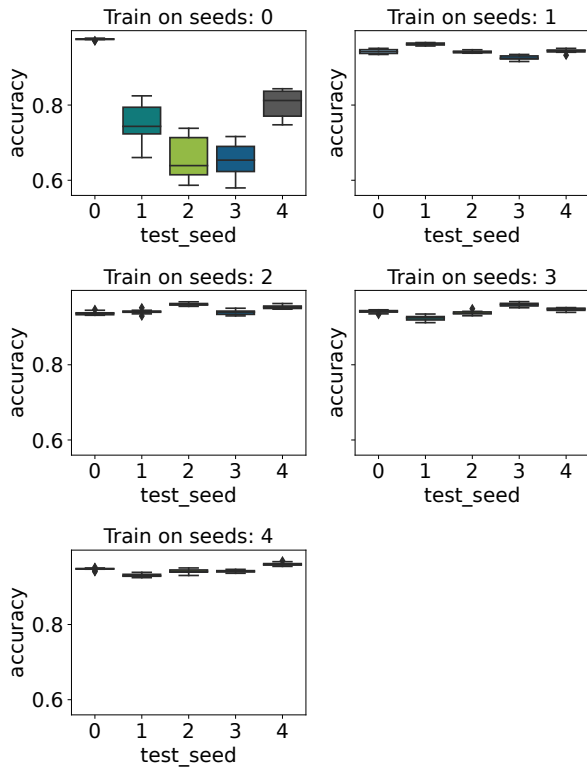 Train on seeds: 0
accuracy
0.8
0.6
0 1 2 3 4
test_seed
Train on seeds: 1
accuracy
0 1 2 3 4
test_seed
Train on seeds: 2
accuracy
0.8
0.6
0 1 2 3 4
test_seed
Train on seeds: 3
accuracy
0 1 2 3 4
test_seed
Train on seeds: 4
accuracy
0.8
0.6
0 1 2 3 4
test_seed